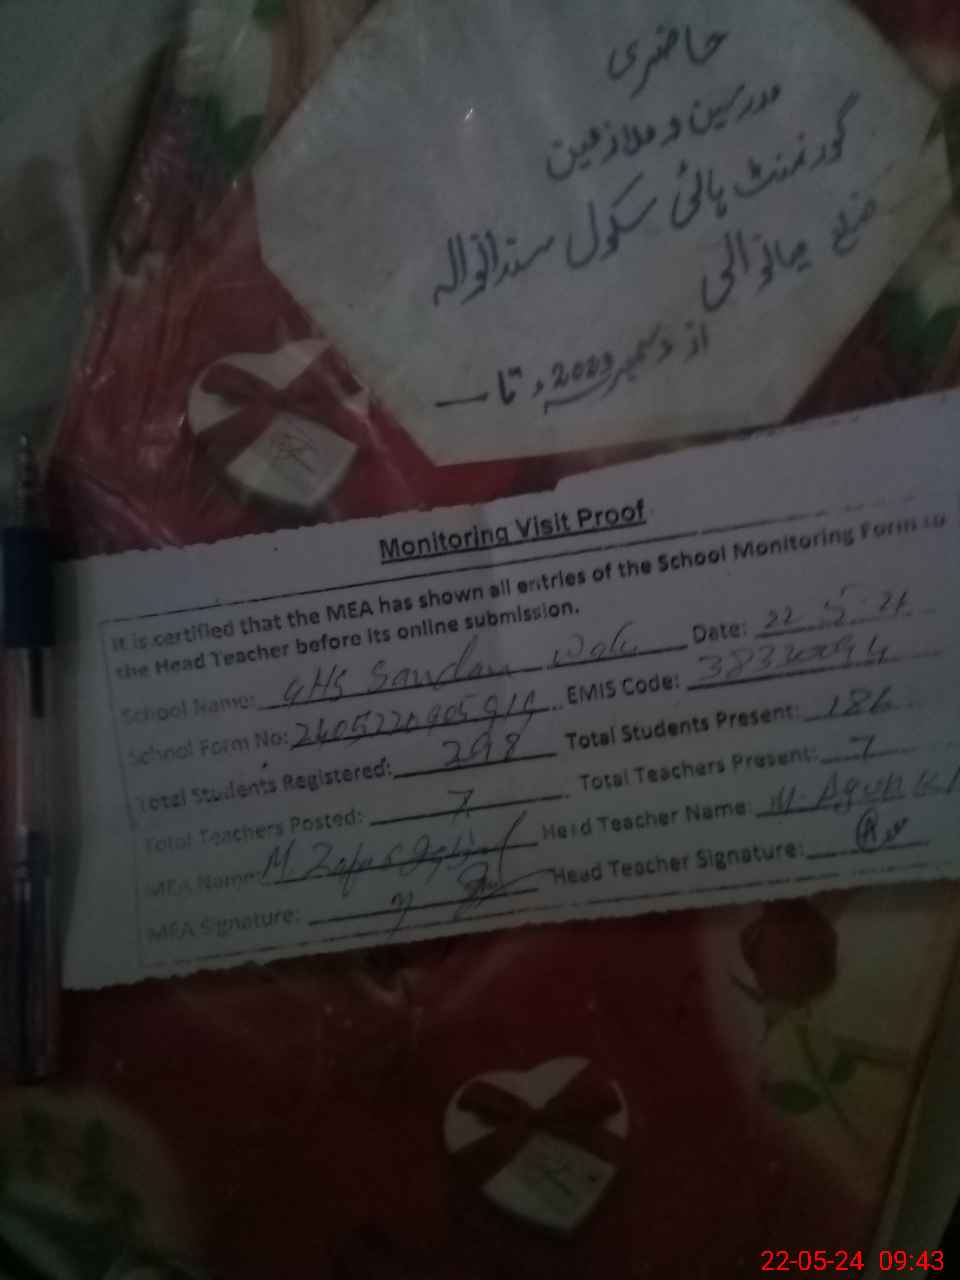 حاضری
مدرسین و ملازمین
گورنمنٹ ہائی سکول سندانوالہ
ضلع میانوالی
از دسمبر 2023ء تا —
Monitoring Visit Proof
It is certified that the MEA has shown all entries of the School Monitoring Form to
the Head Teacher before its online submission.
School Name: GHS Sandan wala Date: 22-5-24
School Form No: EMIS Code:
Total Students Registered: 298 Total Students Present: 186
Total Teachers Posted: 7 Total Teachers Present: 7
MEA Name: M. Zafar Iqbal Head Teacher Name: M.
MEA Signature: Head Teacher Signature:
22-05-24 09:43